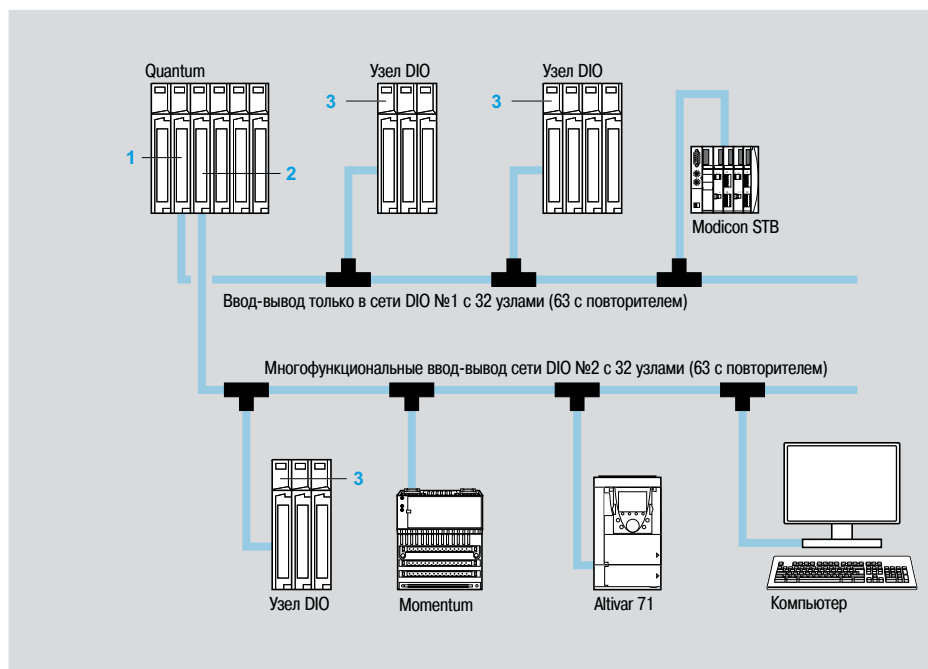 Quantum
Узел DIO
Узел DIO
3
3
1
2
Modicon STB
Ввод-вывод только в сети DIO №1 с 32 узлами (63 с повторителем)
Многофункциональные ввод-вывод сети DIO №2 с 32 узлами (63 с повторителем)
3
Узел DIO
Momentum
Altivar 71
Компьютер